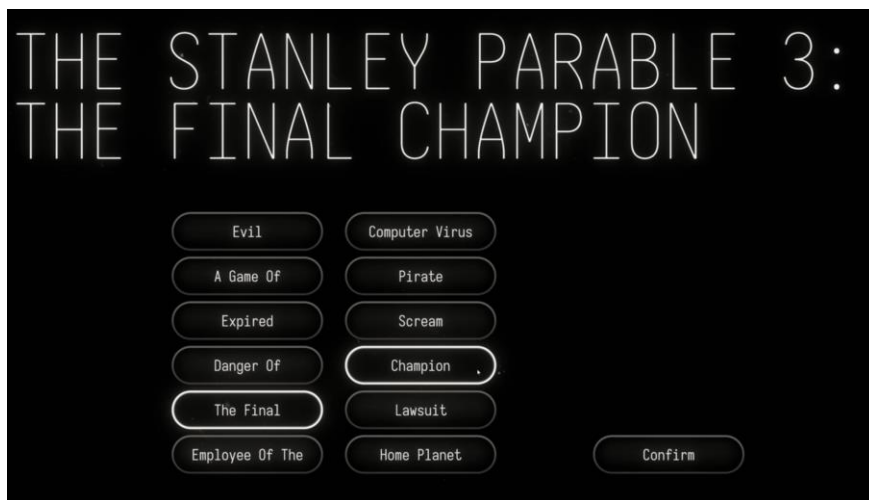 THE STANLEY PARABLE 3:
THE FINAL CHAMPION
Evil
Computer Virus
A Game Of
Pirate
Expired
Scream
Danger Of
Champion
The Final
Lawsuit
Employee Of The
Home Planet
Confirm